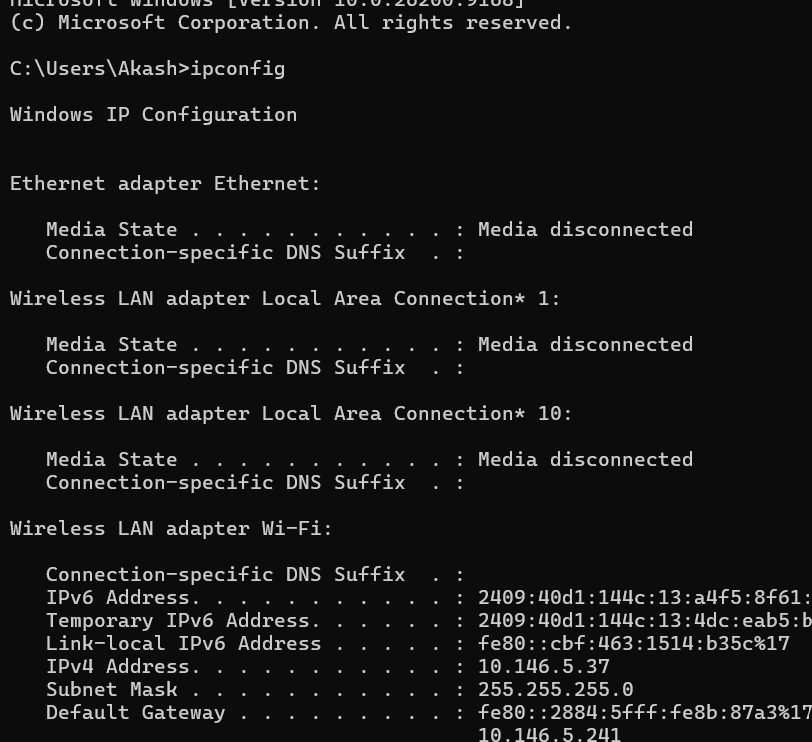 Microsoft Windows [Version 10.0.26200.9168]
(c) Microsoft Corporation. All rights reserved.
C:\Users\Akash>ipconfig
Windows IP Configuration
Ethernet adapter Ethernet:
Media State . . . . . . . . . . . : Media disconnected
Connection-specific DNS Suffix  . :
Wireless LAN adapter Local Area Connection* 1:
Media State . . . . . . . . . . . : Media disconnected
Connection-specific DNS Suffix  . :
Wireless LAN adapter Local Area Connection* 10:
Media State . . . . . . . . . . . : Media disconnected
Connection-specific DNS Suffix  . :
Wireless LAN adapter Wi-Fi:
Connection-specific DNS Suffix  . :
IPv6 Address. . . . . . . . . . . : 2409:40d1:144c:13:a4f5:8f61:
Temporary IPv6 Address. . . . . . : 2409:40d1:144c:13:4dc:eab5:b
Link-local IPv6 Address . . . . . : fe80::cbf:463:1514:b35c%17
IPv4 Address. . . . . . . . . . . : 10.146.5.37
Subnet Mask . . . . . . . . . . . : 255.255.255.0
Default Gateway . . . . . . . . . : fe80::2884:5fff:fe8b:87a3%17
10.146.5.241